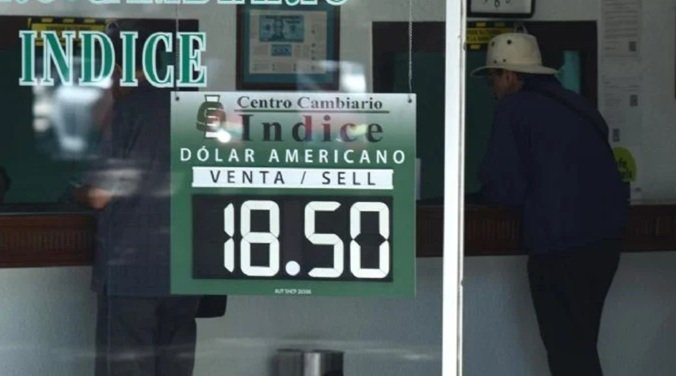 INDICE
Centro Cambiario
Indice
DÓLAR AMERICANO
VENTA / SELL
18.50